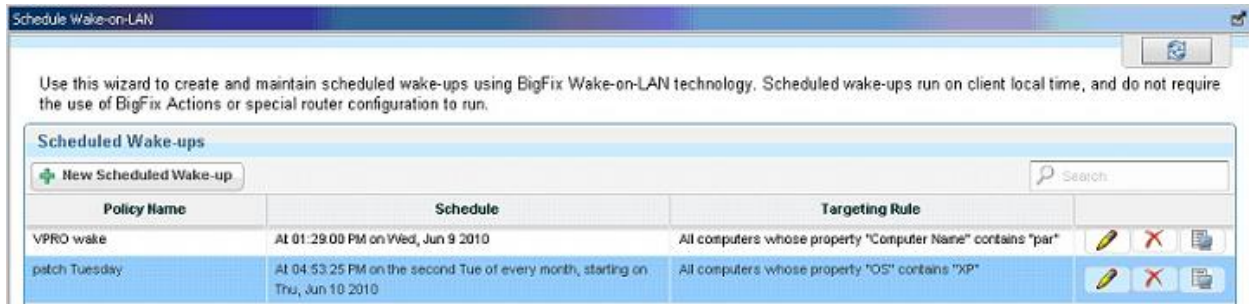 Schedule Wake-on-LAN
Use this wizard to create and maintain scheduled wake-ups using BigFix Wake-on-LAN technology. Scheduled wake-ups run on client local time, and do not require
the use of BigFix Actions or special router configuration to run.
Scheduled Wake-ups
New Scheduled Wake-up
Search
Policy Name Schedule Targeting Rule
VPRO wake At 01:29:00 PM on Wed, Jun 9 2010 All computers whose property "Computer Name" contains "par"
patch Tuesday At 04:53:25 PM on the second Tue of every month, starting on All computers whose property "OS" contains "XP"
Thu, Jun 10 2010